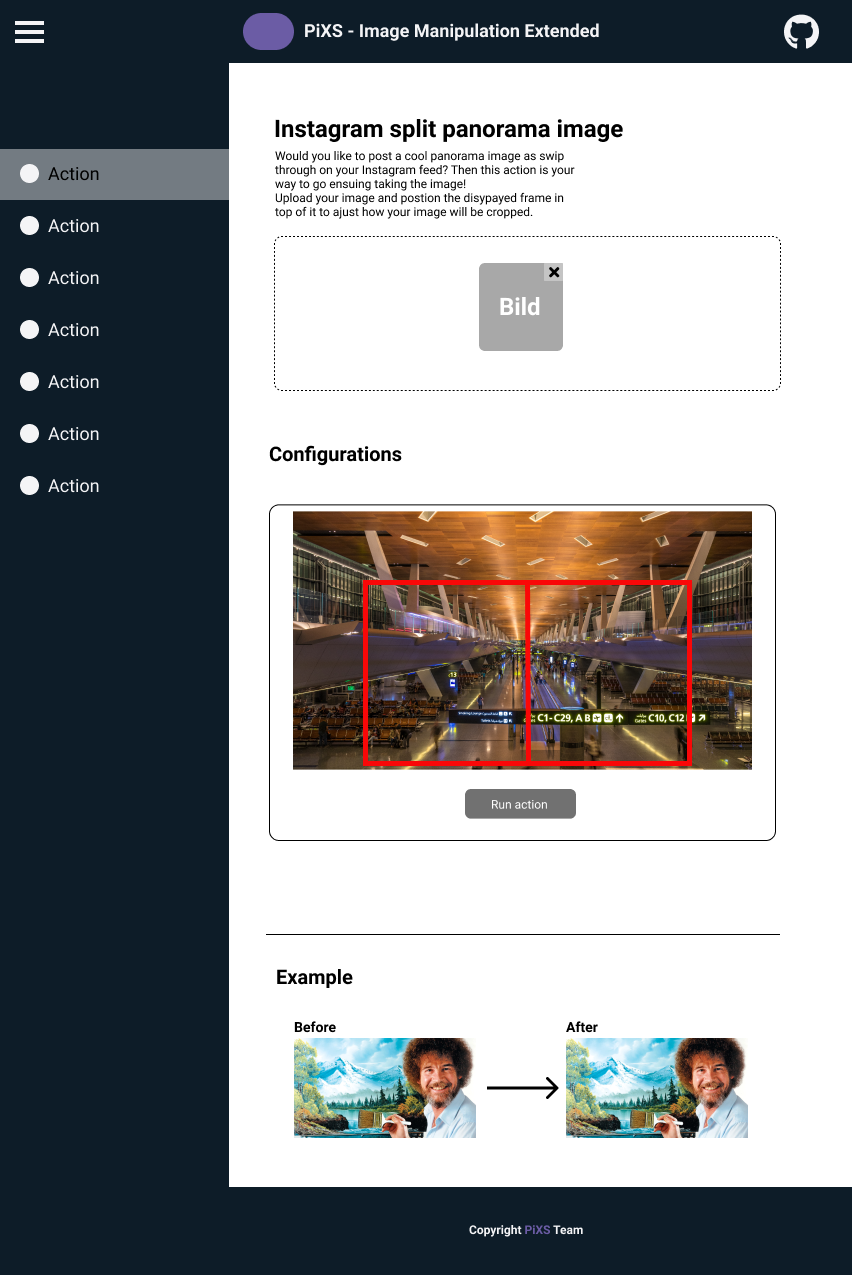 PiXS - Image Manipulation Extended
Action
Action
Action
Action
Action
Action
Action
Instagram split panorama image
Would you like to post a cool panorama image as swip
through on your Instagram feed? Then this action is your
way to go ensuing taking the image!
Upload your image and postion the disypayed frame in
top of it to ajust how your image will be cropped.
Bild
Configurations
13
C1-C29, A B
C10, C12
Run action
Example
Before
After
Copyright PiXS Team